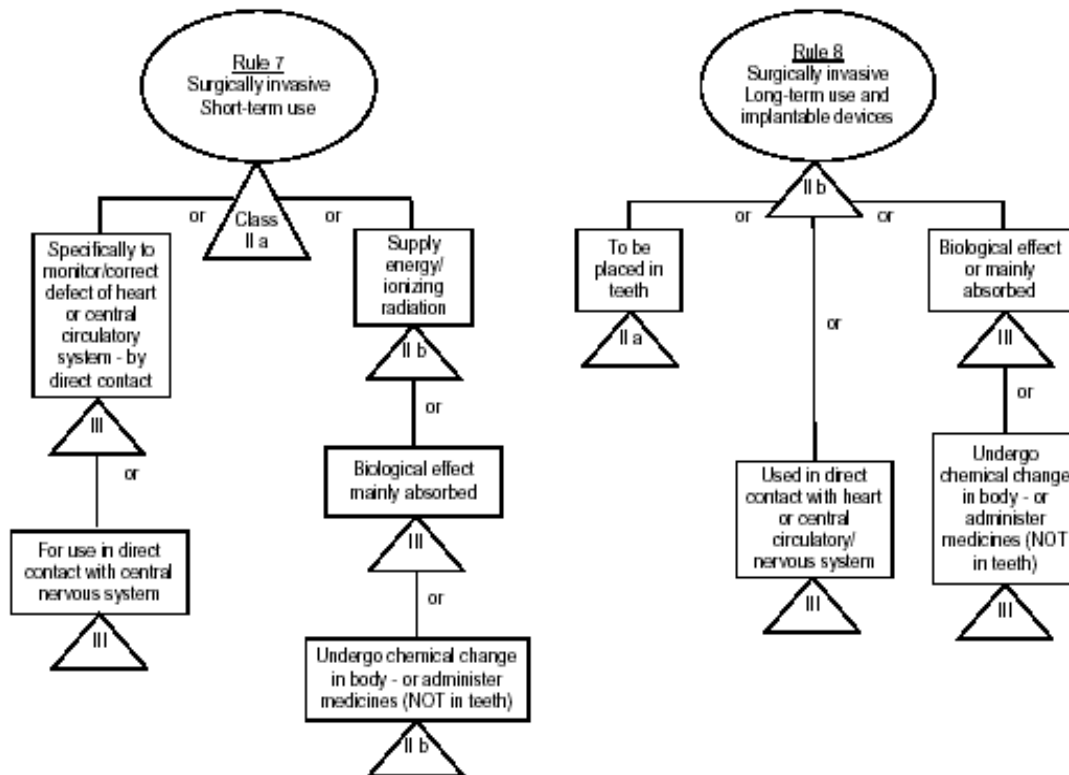 Rule 7
Surgically invasive
Short-term use
or
Class
II a
or
Specifically to
monitor/correct
defect of heart
or central
circulatory
system - by
direct contact
III
or
For use in direct
contact with central
nervous system
III
Supply
energy/
ionizing
radiation
II b
or
Biological effect
mainly absorbed
III
or
Undergo chemical change
in body - or administer
medicines (NOT in teeth)
II b
Rule 8
Surgically invasive
Long-term use and
implantable devices
II b
or
or
To be
placed in
teeth
II a
or
Used in direct
contact with heart
or central
circulatory/
nervous system
III
Biological effect
or mainly
absorbed
III
or
Undergo
chemical change
in body - or
administer
medicines (NOT
in teeth)
III